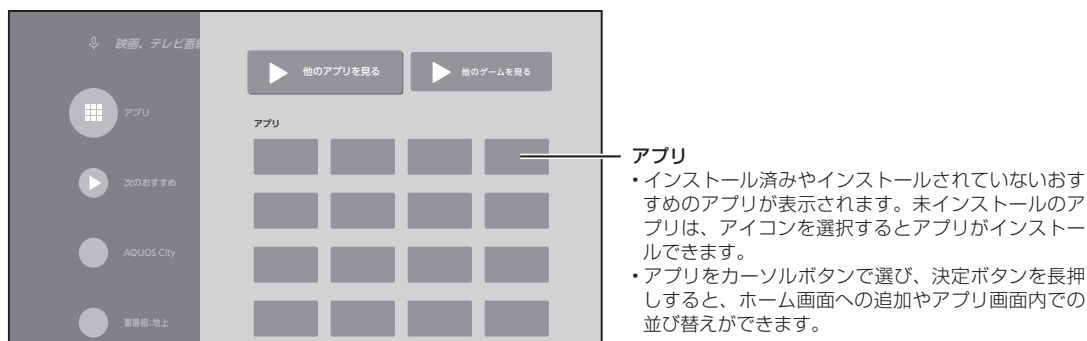 映画、テレビ番
他のアプリを見る
他のゲームを見る
アプリ
アプリ
次のおすすめ
AQUOS City
裏番組:地上
アプリ
・インストール済みやインストールされていないおす
すめのアプリが表示されます。未インストールのア
プリは、アイコンを選択するとアプリがインストー
ルできます。
・アプリをカーソルボタンで選び、決定ボタンを長押
しすると、ホーム画面への追加やアプリ画面内での
並び替えができます。